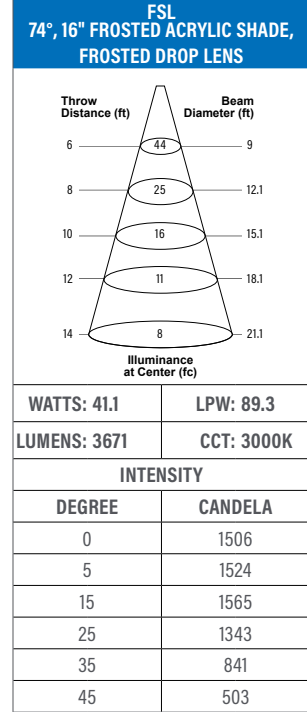 FSL
74°, 16" FROSTED ACRYLIC SHADE,
FROSTED DROP LENS
Throw Beam
Distance (ft) Diameter (ft)
6 44 9
8 25 12.1
10 16 15.1
12 11 18.1
14 8 21.1
Illuminance
at Center (fc)
WATTS: 41.1 LPW: 89.3
LUMENS: 3671 CCT: 3000K
INTENSITY
DEGREE CANDELA
0 1506
5 1524
15 1565
25 1343
35 841
45 503